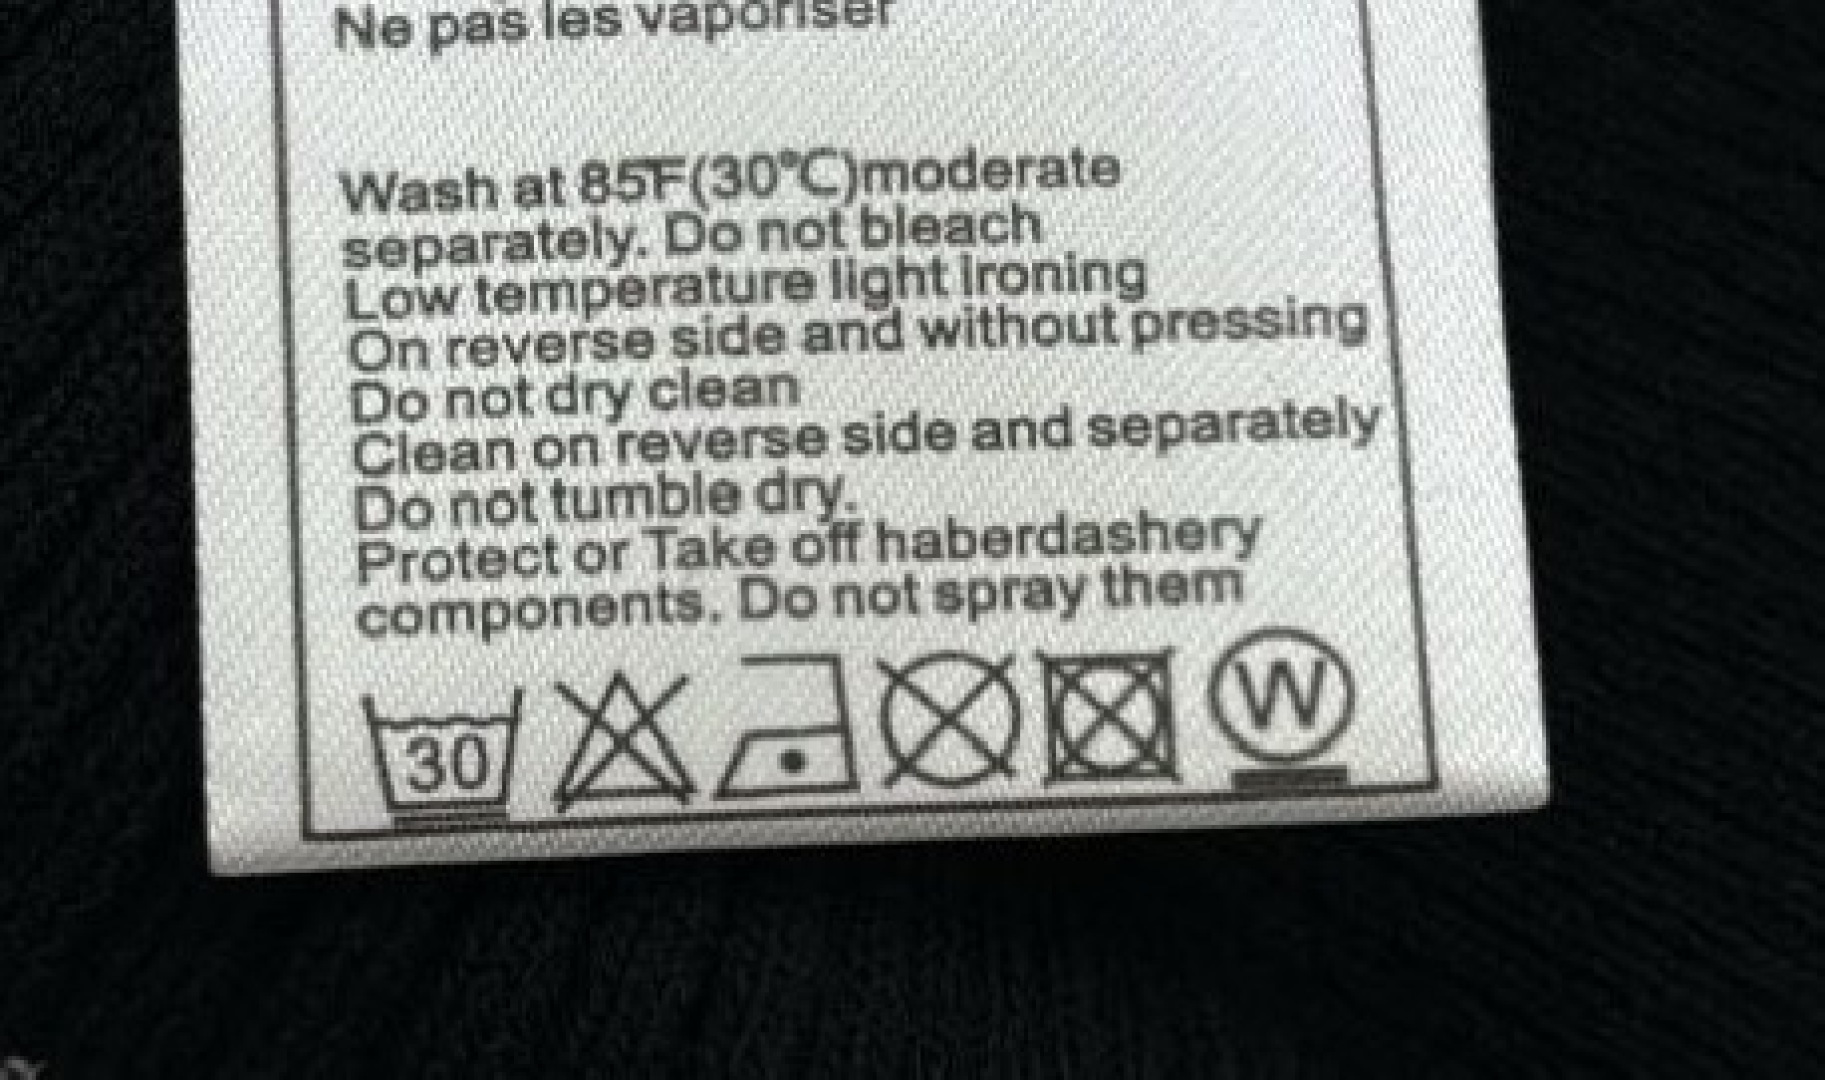 Ne pas les vaporiser
Wash at 85F(30°C)moderate
separately. Do not bleach
Low temperature light ironing
On reverse side and without pressing
Do not dry clean
Clean on reverse side and separately
Do not tumble dry.
Protect or Take off haberdashery
components. Do not spray them
30
W